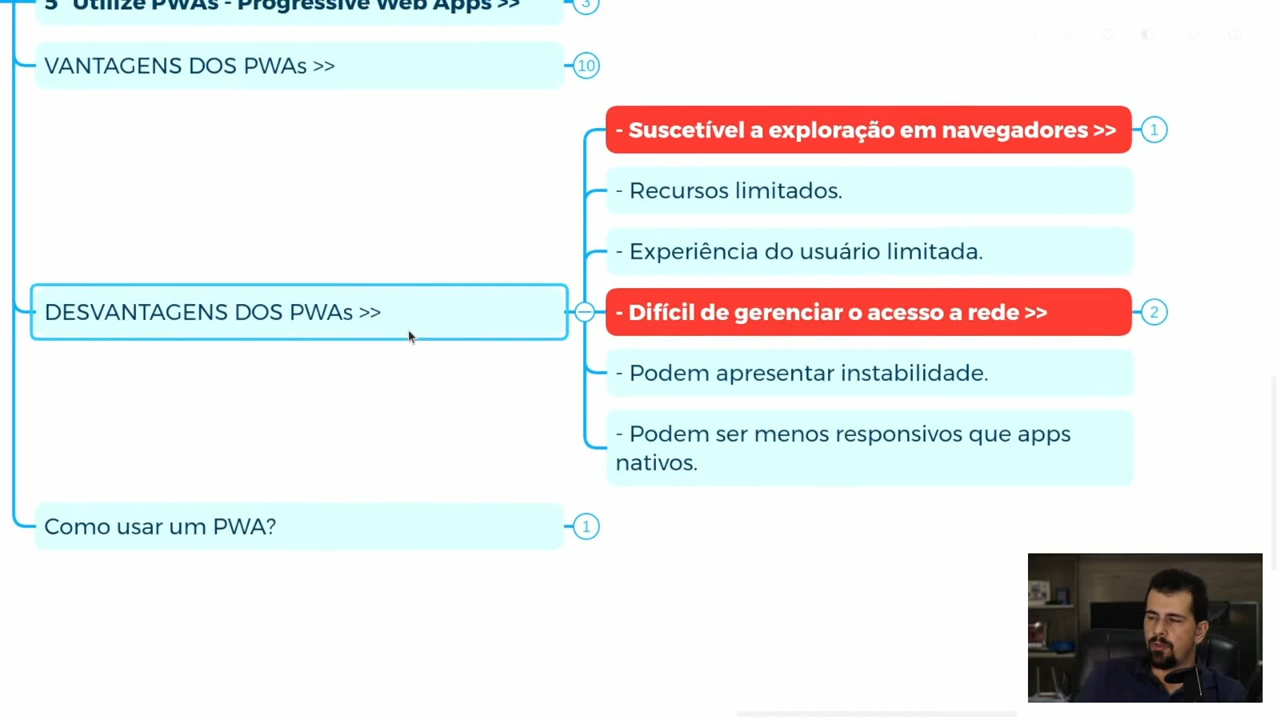 5° Utilize PWAs - Progressive Web Apps >>
3
VANTAGENS DOS PWAs >>
10
- Suscetível a exploração em navegadores >>
1
- Recursos limitados.
- Experiência do usuário limitada.
DESVANTAGENS DOS PWAs >>
- Difícil de gerenciar o acesso a rede >>
2
- Podem apresentar instabilidade.
- Podem ser menos responsivos que apps
nativos.
Como usar um PWA?
1